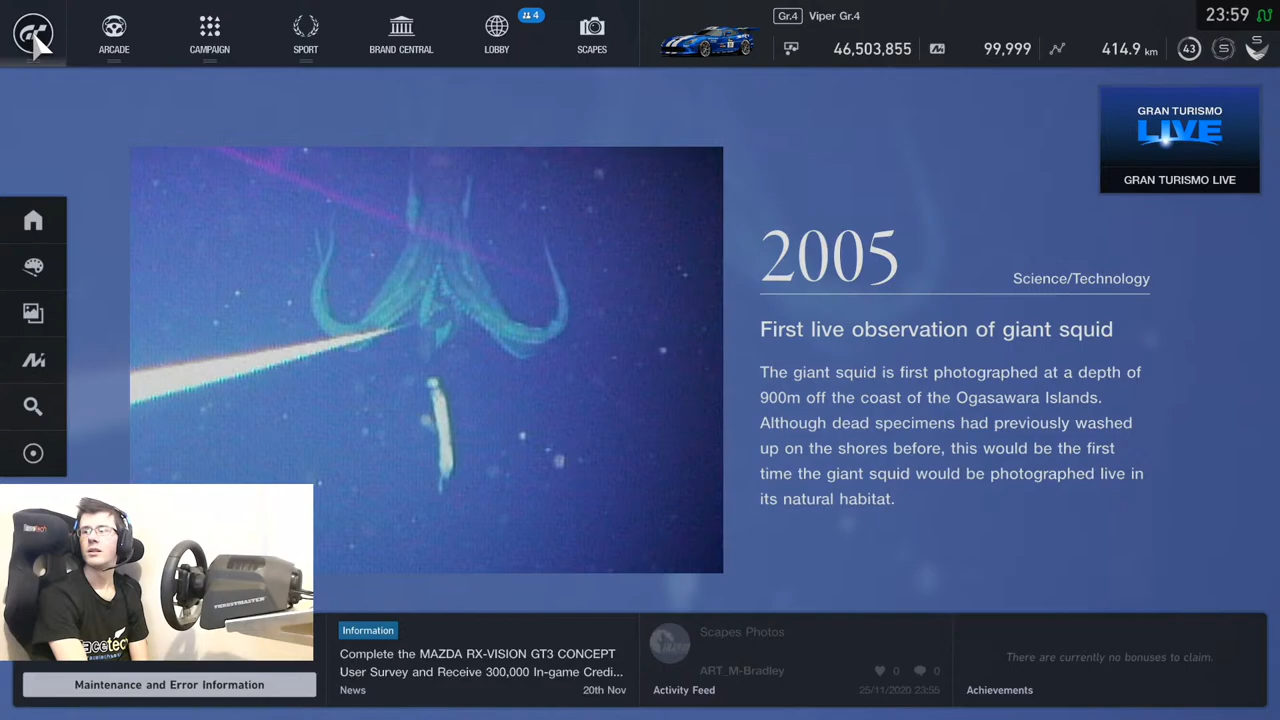 ARCADE
CAMPAIGN
SPORT
BRAND CENTRAL
4
LOBBY
SCAPES
Gr.4 Viper Gr.4
46,503,855
99,999
414.9 km
43
S
S
23:59
GRAN TURISMO
LIVE
GRAN TURISMO LIVE
2005
Science/Technology
First live observation of giant squid
The giant squid is first photographed at a depth of
900m off the coast of the Ogasawara Islands.
Although dead specimens had previously washed
up on the shores before, this would be the first
time the giant squid would be photographed live in
its natural habitat.
THRUSTMASTER
Maintenance and Error Information
Information
Complete the MAZDA RX-VISION GT3 CONCEPT
User Survey and Receive 300,000 In-game Credi...
News
20th Nov
Scapes Photos
ART_M-Bradley
0
0
Activity Feed
25/11/2020 23:55
There are currently no bonuses to claim.
Achievements